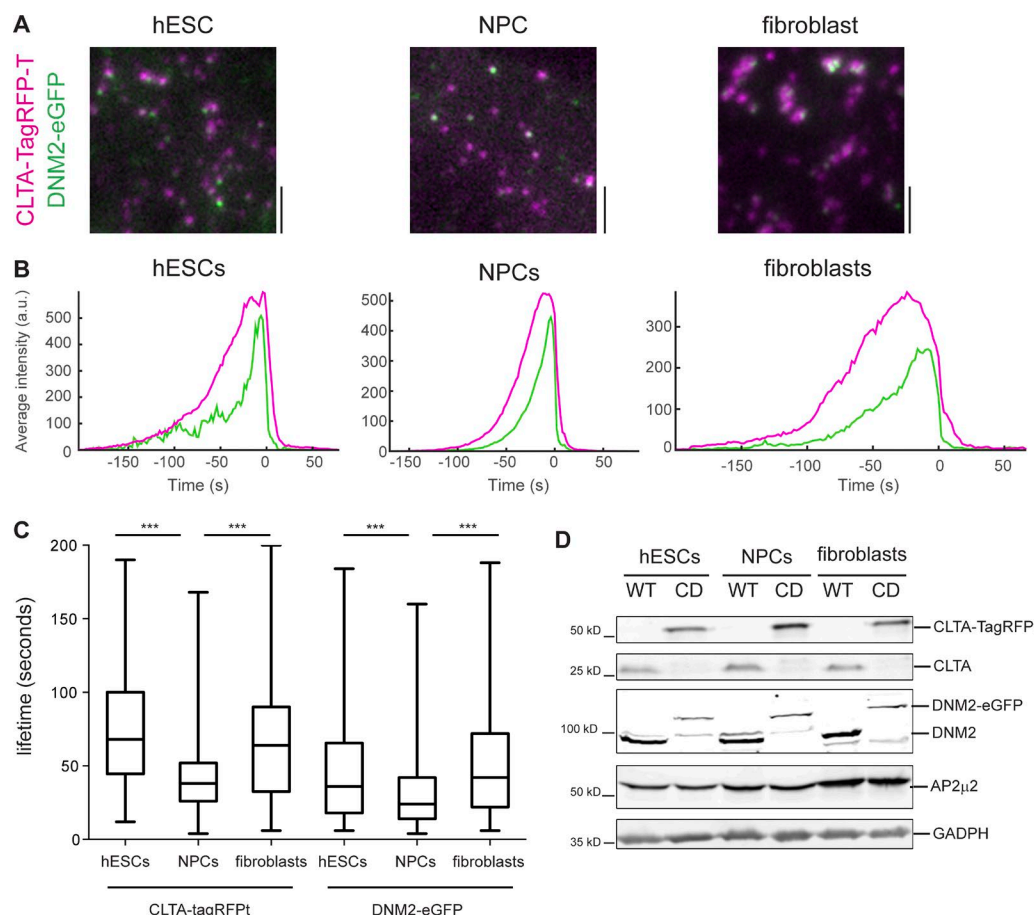 A
hESC
NPC
fibroblast
CLTA-TagRFP-T
DNM2-eGFP
B
hESCs
NPCs
fibroblasts
Average intensity (a.u.)
500
400
300
200
100
0
-150 -100 -50 0 50
Time (s)
500
400
300
200
100
0
-150 -100 -50 0 50
Time (s)
300
200
100
0
-150 -100 -50 0 50
Time (s)
C
*** *** *** ***
lifetime (seconds)
200
150
100
50
0
hESCs NPCs fibroblasts hESCs NPCs fibroblasts
CLTA-tagRFPt DNM2-eGFP
D
hESCs NPCs fibroblasts
WT CD WT CD WT CD
50 kD CLTA-TagRFP
25 kD CLTA
DNM2-eGFP
100 kD DNM2
50 kD AP2μ2
35 kD GADPH